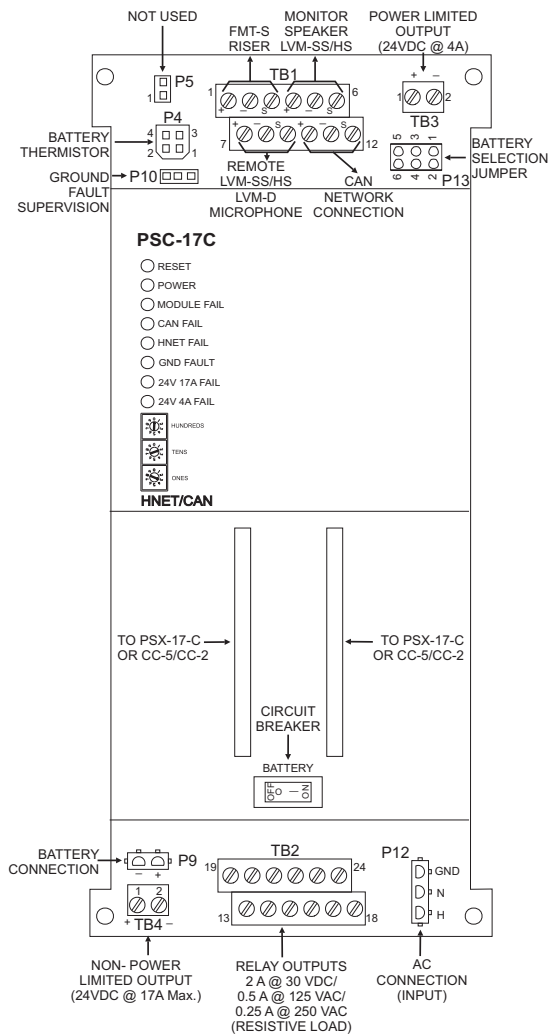 NOT USED
FMT-S
RISER
MONITOR
SPEAKER
LVM-SS/HS
POWER LIMITED
OUTPUT
(24VDC @ 4A)
P5
1
TB1
1
6
+ – S + – S
+ – S + – S
7
12
+ –
1 2
TB3
BATTERY
THERMISTOR
P4
4 3
2 1
GROUND
FAULT
SUPERVISION
P10
5 3 1
6 4 2
P13
BATTERY
SELECTION
JUMPER
REMOTE
LVM-SS/HS
LVM-D
MICROPHONE
CAN
NETWORK
CONNECTION
PSC-17C
RESET
POWER
MODULE FAIL
CAN FAIL
HNET FAIL
GND FAULT
24V 17A FAIL
24V 4A FAIL
HUNDREDS
TENS
ONES
HNET/CAN
TO PSX-17-C
OR CC-5/CC-2
TO PSX-17-C
OR CC-5/CC-2
CIRCUIT
BREAKER
BATTERY
OFF O – ON
BATTERY
CONNECTION
P9
– +
1 2
+ TB4 –
NON- POWER
LIMITED OUTPUT
(24VDC @ 17A Max.)
TB2
19
24
13
18
RELAY OUTPUTS
2 A @ 30 VDC/
0.5 A @ 125 VAC/
0.25 A @ 250 VAC
(RESISTIVE LOAD)
P12
GND
N
H
AC
CONNECTION
(INPUT)